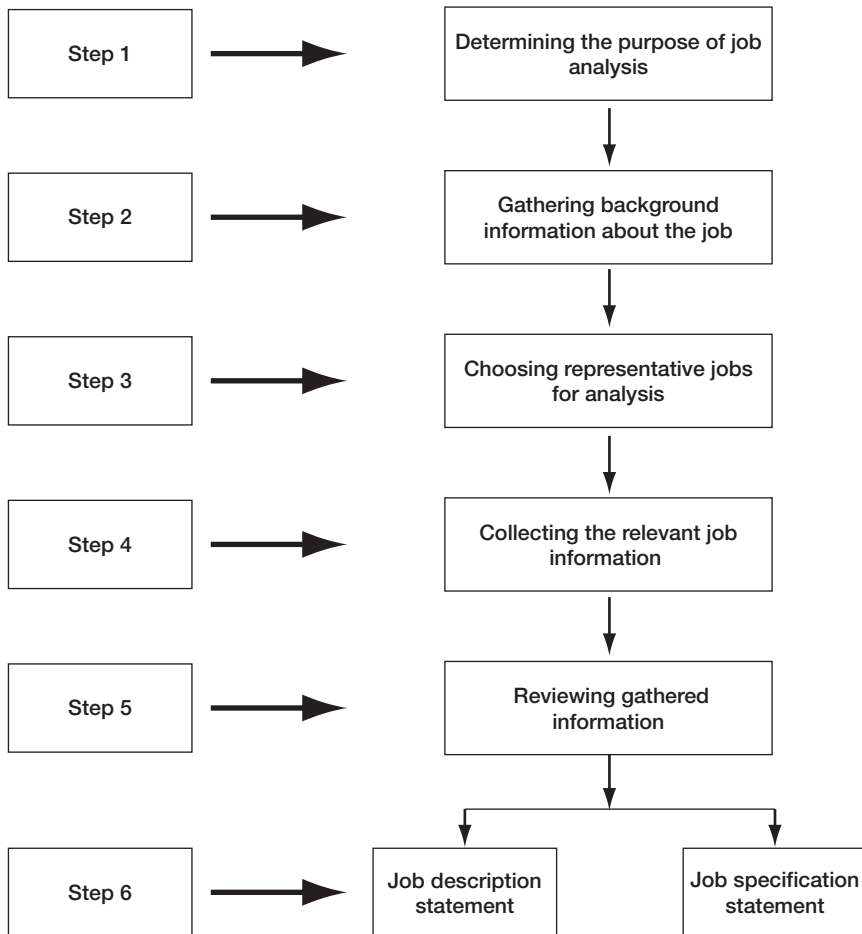 Step 1
Determining the purpose of job
analysis
Step 2
Gathering background
information about the job
Step 3
Choosing representative jobs
for analysis
Step 4
Collecting the relevant job
information
Step 5
Reviewing gathered
information
Step 6
Job description
statement
Job specification
statement